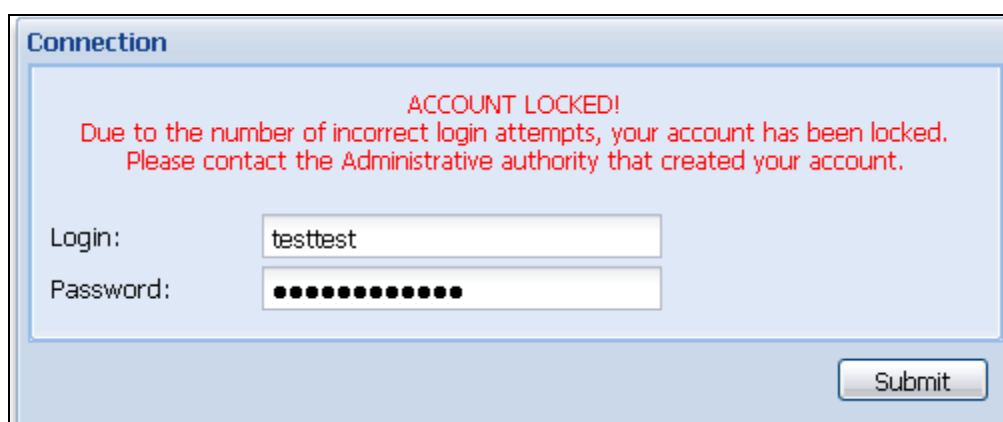 Connection
ACCOUNT LOCKED!
Due to the number of incorrect login attempts, your account has been locked.
Please contact the Administrative authority that created your account.
Login: testtest
Password: ●●●●●●●●●●●●
Submit